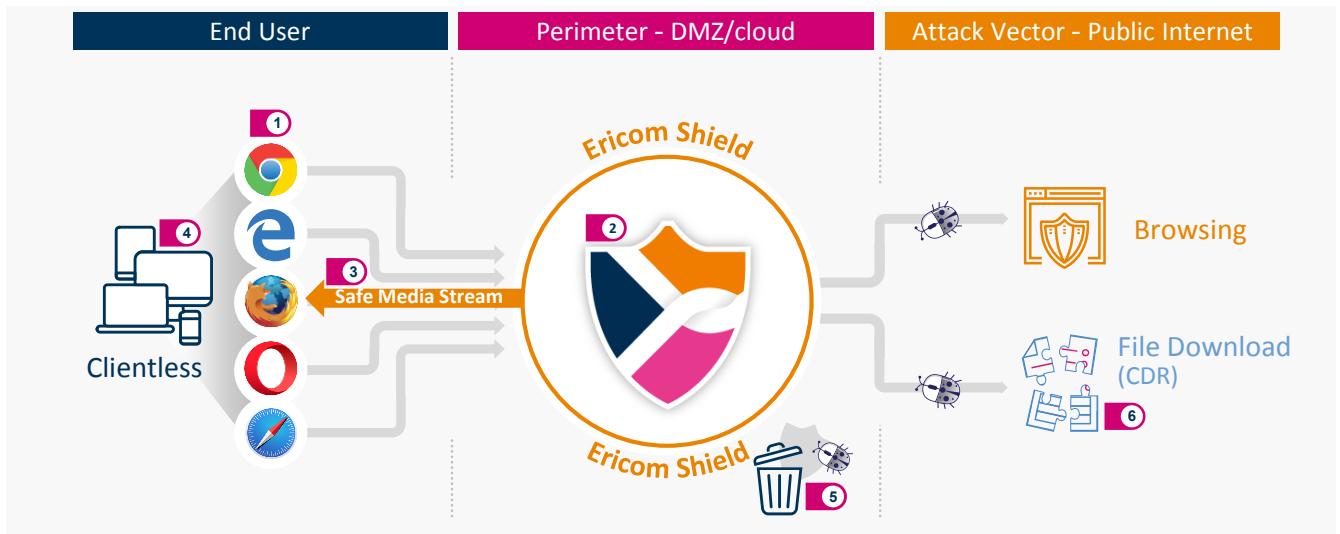 End User
Perimeter - DMZ/cloud
Attack Vector - Public Internet
1
Ericom Shield
4
2
Browsing
3
Safe Media Stream
Clientless
File Download
(CDR)
6
Ericom Shield
5